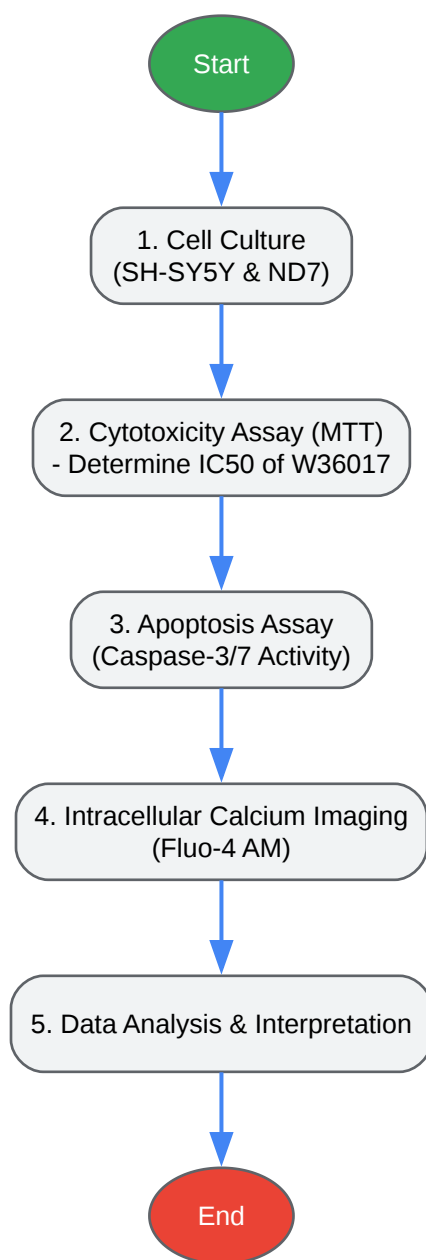 Start
1. Cell Culture
(SH-SY5Y & ND7)
2. Cytotoxicity Assay (MTT)
- Determine IC50 of W36017
3. Apoptosis Assay
(Caspase-3/7 Activity)
4. Intracellular Calcium Imaging
(Fluo-4 AM)
5. Data Analysis & Interpretation
End